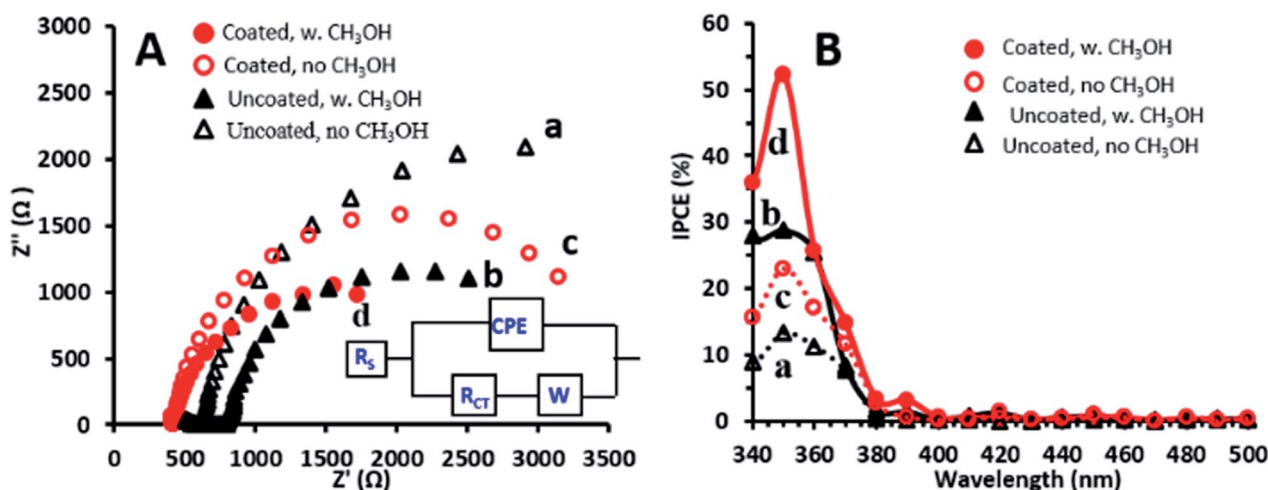 A
Coated, w. CH₃OH
Coated, no CH₃OH
Uncoated, w. CH₃OH
Uncoated, no CH₃OH
3000
2500
2000
1500
1000
500
0
Z'' (Ω)
a
c
b
d
CPE
Rₛ
R_CT
W
0 500 1000 1500 2000 2500 3000 3500
Z' (Ω)
B
Coated, w. CH₃OH
Coated, no CH₃OH
Uncoated, w. CH₃OH
Uncoated, no CH₃OH
60
50
40
30
20
10
0
IPCE (%)
d
b
c
a
340 360 380 400 420 440 460 480 500
Wavelength (nm)